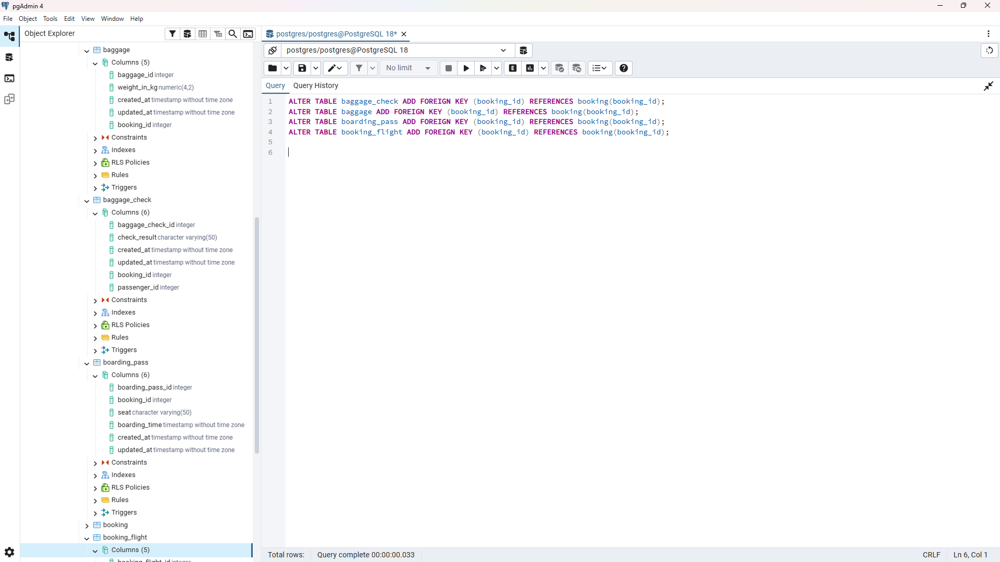 pgAdmin 4
File Object Tools Edit View Window Help
Object Explorer
postgres/postgres@PostgreSQL 18*
postgres/postgres@PostgreSQL 18
No limit
Query Query History
baggage
Columns (5)
baggage_id integer
weight_in_kg numeric(4,2)
created_at timestamp without time zone
updated_at timestamp without time zone
booking_id integer
Constraints
Indexes
RLS Policies
Rules
Triggers
baggage_check
Columns (6)
baggage_check_id integer
check_result character varying(50)
created_at timestamp without time zone
updated_at timestamp without time zone
booking_id integer
passenger_id integer
Constraints
Indexes
RLS Policies
Rules
Triggers
boarding_pass
Columns (6)
boarding_pass_id integer
booking_id integer
seat character varying(50)
boarding_time timestamp without time zone
created_at timestamp without time zone
updated_at timestamp without time zone
Constraints
Indexes
RLS Policies
Rules
Triggers
booking
booking_flight
Columns (5)
booking_flight_id integer
1 ALTER TABLE baggage_check ADD FOREIGN KEY (booking_id) REFERENCES booking(booking_id);
2 ALTER TABLE baggage ADD FOREIGN KEY (booking_id) REFERENCES booking(booking_id);
3 ALTER TABLE boarding_pass ADD FOREIGN KEY (booking_id) REFERENCES booking(booking_id);
4 ALTER TABLE booking_flight ADD FOREIGN KEY (booking_id) REFERENCES booking(booking_id);
5
6
Total rows: Query complete 00:00:00.033 CRLF Ln 6, Col 1